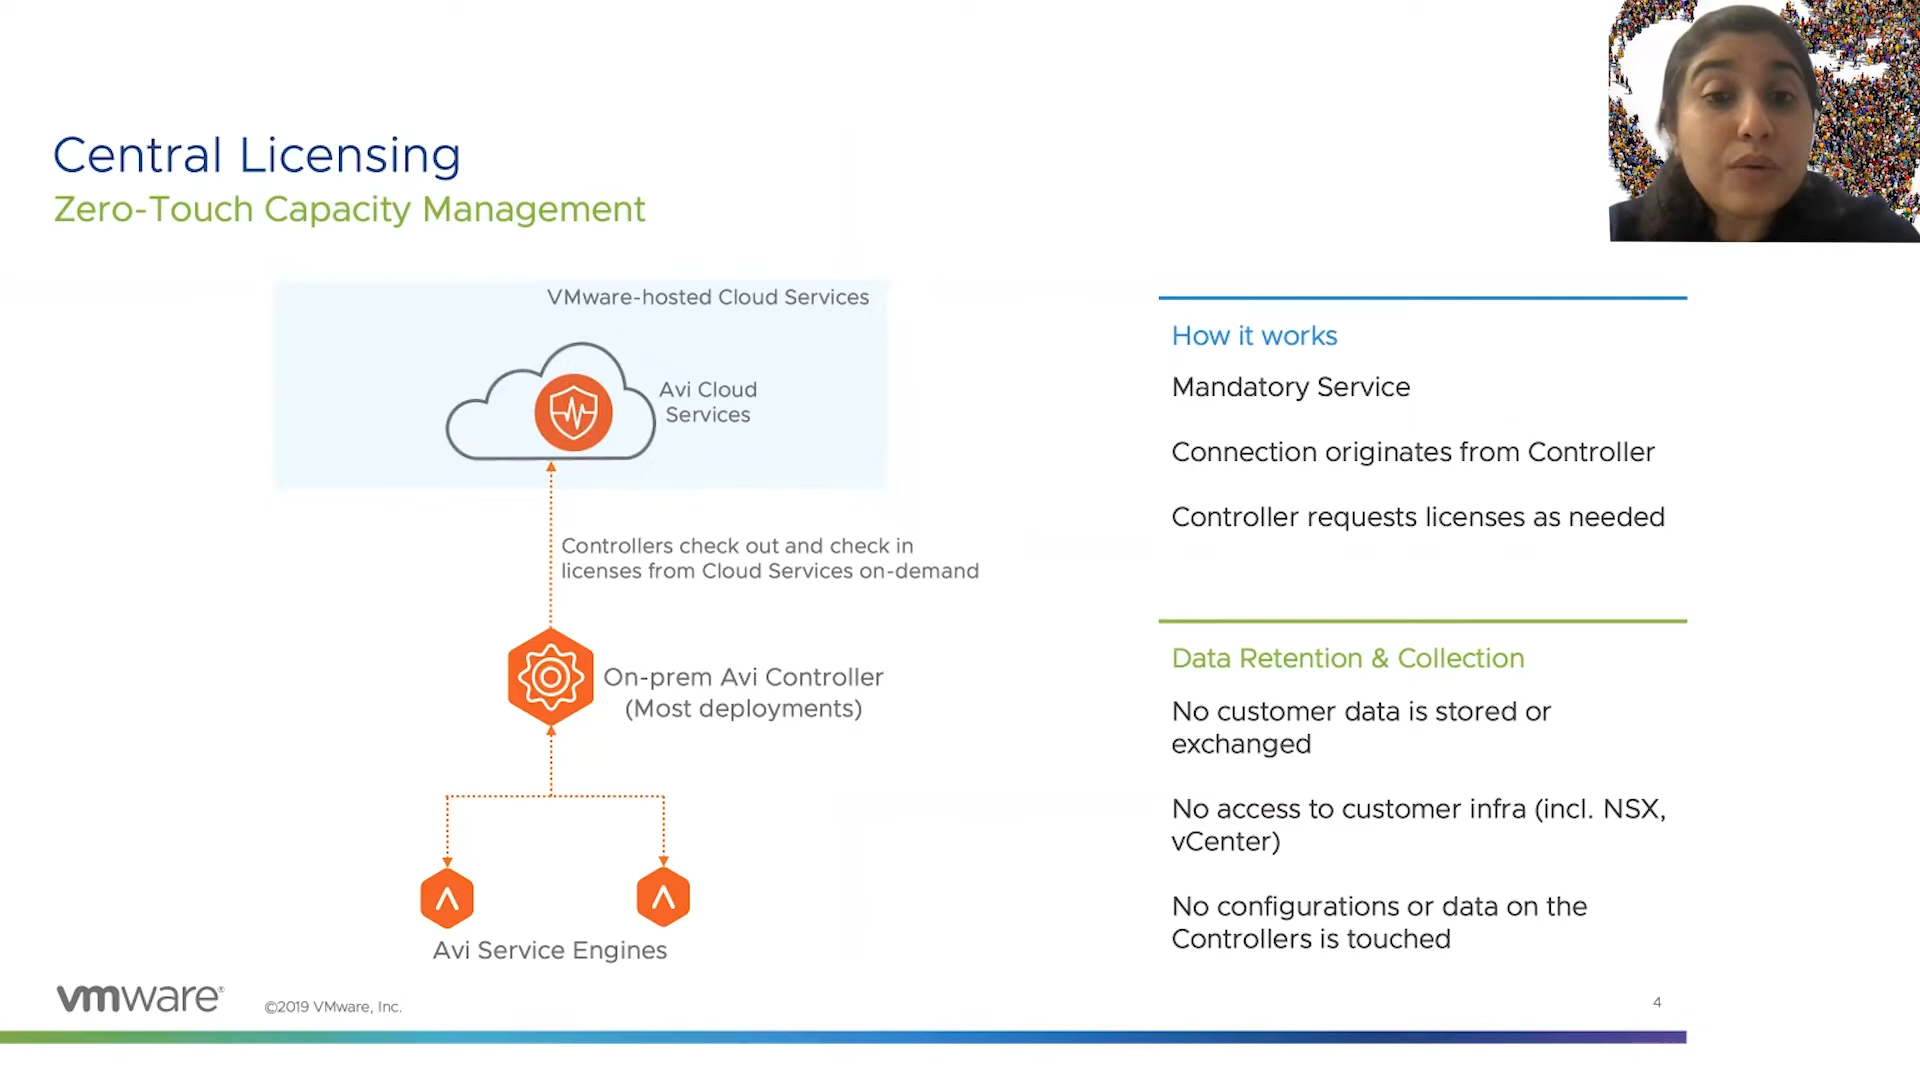 Central Licensing
Zero-Touch Capacity Management
VMware-hosted Cloud Services
Avi Cloud
Services
Controllers check out and check in
licenses from Cloud Services on-demand
On-prem Avi Controller
(Most deployments)
Avi Service Engines
How it works
Mandatory Service
Connection originates from Controller
Controller requests licenses as needed
Data Retention & Collection
No customer data is stored or
exchanged
No access to customer infra (incl. NSX,
vCenter)
No configurations or data on the
Controllers is touched
vmware®
©2019 VMware, Inc.
4